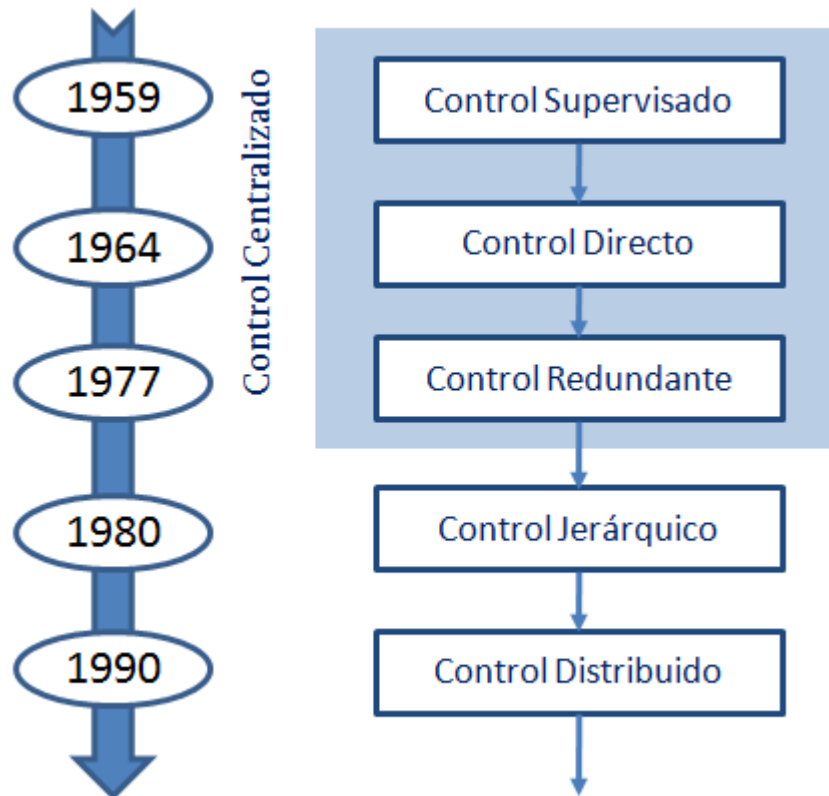 1959
Control Supervisado
Control Centralizado
1964
Control Directo
1977
Control Redundante
1980
Control Jerárquico
1990
Control Distribuido